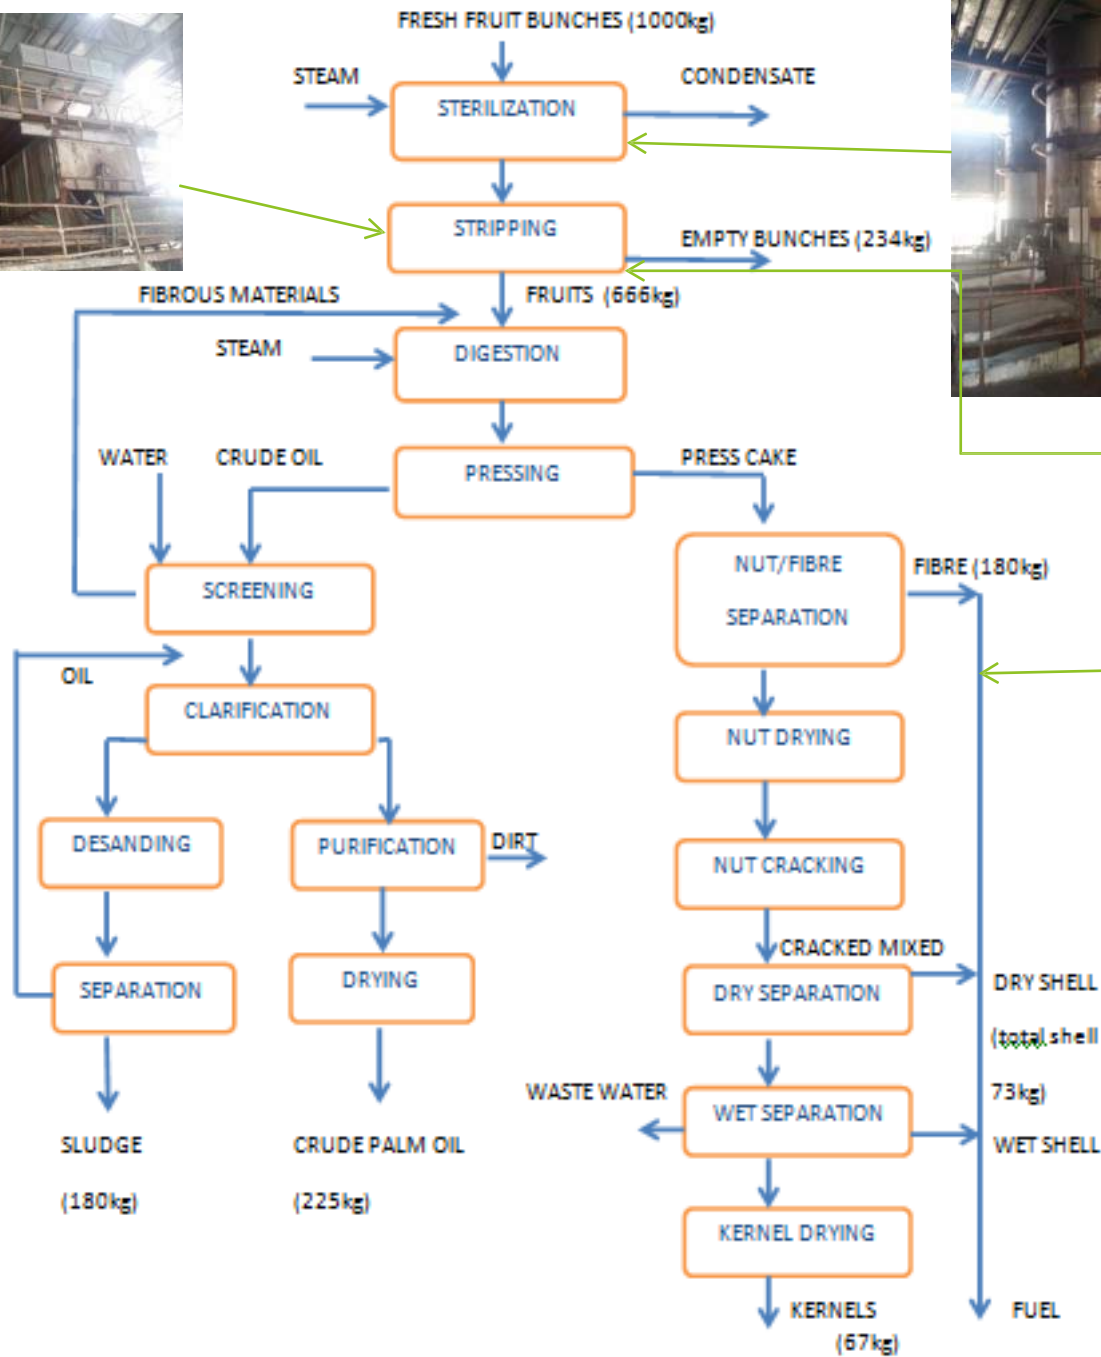 FRESH FRUIT BUNCHES (1000kg)
STEAM
CONDENSATE
STERILIZATION
STRIPPING
EMPTY BUNCHES (234kg)
FIBROUS MATERIALS
FRUITS (666kg)
STEAM
DIGESTION
WATER
CRUDE OIL
PRESSING
PRESS CAKE
NUT/FIBRE
SEPARATION
FIBRE (180kg)
SCREENING
OIL
CLARIFICATION
NUT DRYING
DESANDING
PURIFICATION
DIRT
NUT CRACKING
CRACKED MIXED
SEPARATION
DRYING
DRY SEPARATION
DRY SHELL
(total shell
73kg)
WASTE WATER
WET SEPARATION
WET SHELL
SLUDGE
(180kg)
CRUDE PALM OIL
(225kg)
KERNEL DRYING
KERNELS
(67kg)
FUEL